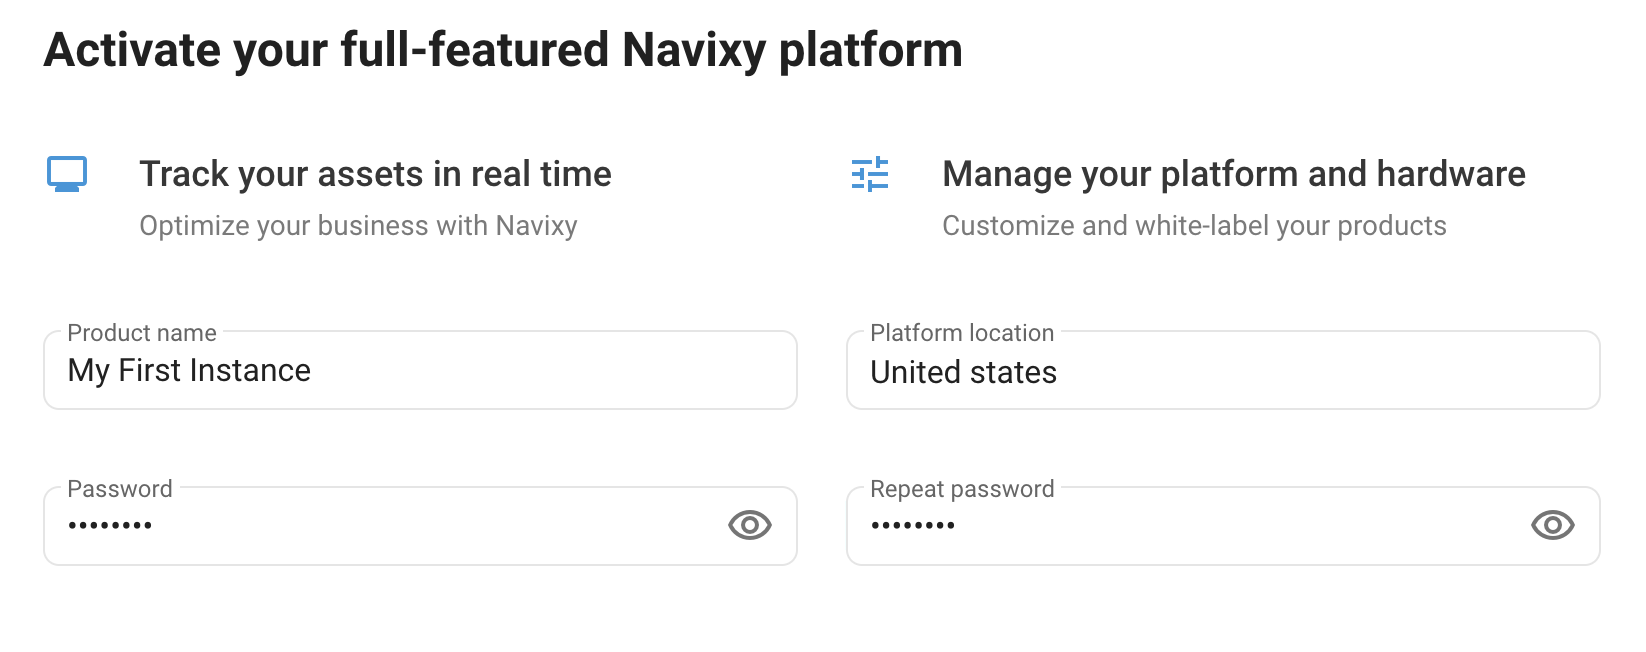 Activate your full-featured Navixy platform
Track your assets in real time
Optimize your business with Navixy
Manage your platform and hardware
Customize and white-label your products
Product name
My First Instance
Platform location
United states
Password
••••••••
Repeat password
••••••••